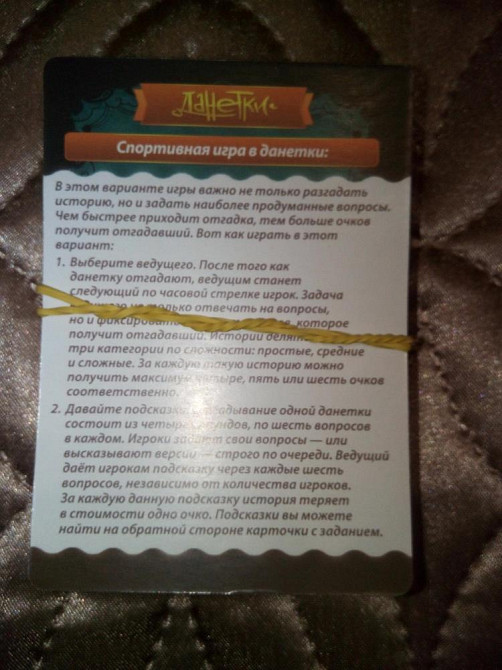 Данетки
Спортивная игра в данетки:
В этом варианте игры важно не только разгадать
историю, но и задать наиболее продуманные вопросы.
Чем быстрее приходит отгадка, тем больше очков
получит отгадавший. Вот как играть в этот
вариант:
1. Выберите ведущего. После того как
данетку отгадают, ведущим станет
следующий по часовой стрелке игрок. Задача
не только отвечать на вопросы,
но и которое
получит отгадавший. Истории
три категории по сложности: простые, средние
и сложные. За каждую такую историю можно
получить максимум четыре, пять или шесть очков
соответственно.
2. Давайте подсказки. одной данетки
состоит из четырёх раундов, по шесть вопросов
в каждом. Игроки задают свои вопросы — или
высказывают версии — строго по очереди. Ведущий
даёт игрокам подсказку через каждые шесть
вопросов, независимо от количества игроков.
За каждую данную подсказку история теряет
в стоимости одно очко. Подсказки вы можете
найти на обратной стороне карточки с заданием.